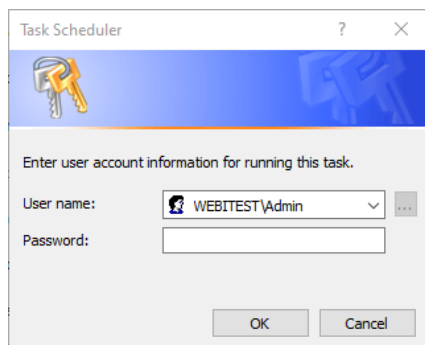 Task Scheduler
Enter user account information for running this task.
User name: WEBITEST\Admin ...
Password:
OK Cancel